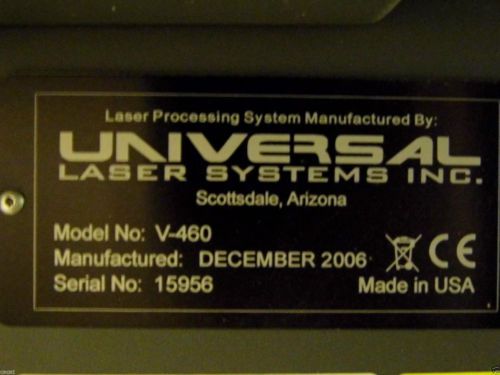 Laser Processing System Manufactured By:
UNIVERSAL
LASER SYSTEMS INC.
Scottsdale, Arizona
Model No: V-460
Manufactured: DECEMBER 2006
CE
Serial No: 15956
Made in USA